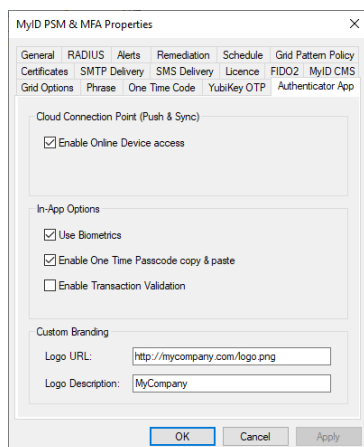 MyID PSM & MFA Properties
General RADIUS Alerts Remediation Schedule Grid Pattern Policy
Certificates SMTP Delivery SMS Delivery Licence FIDO2 MyID CMS
Grid Options Phrase One Time Code YubiKey OTP Authenticator App
Cloud Connection Point (Push & Sync)
Enable Online Device access
In-App Options
Use Biometrics
Enable One Time Passcode copy & paste
Enable Transaction Validation
Custom Branding
Logo URL: http://mycompany.com/logo.png
Logo Description: MyCompany
OK Cancel Apply